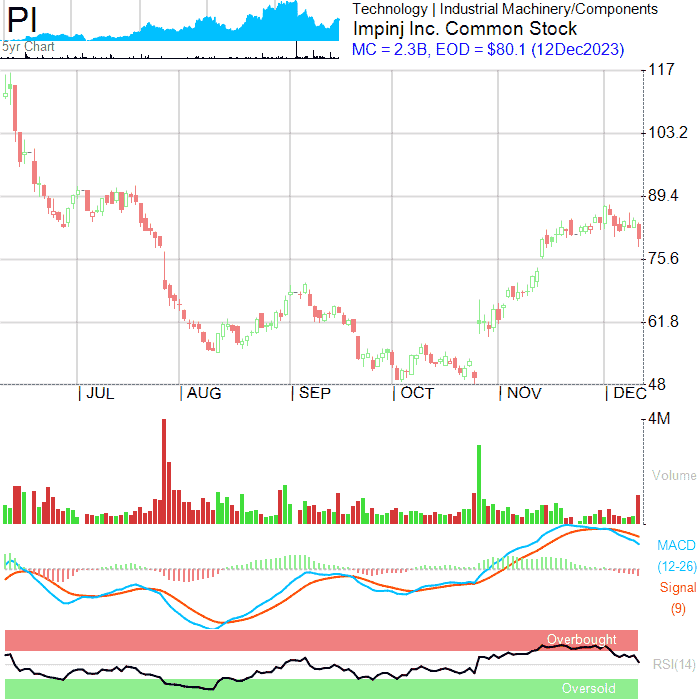 PI
5yr Chart
Technology | Industrial Machinery/Components
Impinj Inc. Common Stock
MC = 2.3B, EOD = $80.1 (12Dec2023)
117
103.2
89.4
75.6
61.8
48
| JUL | AUG | SEP | OCT | NOV | DEC
4M
Volume
MACD
(12-26)
Signal
(9)
Overbought
RSI(14)
Oversold